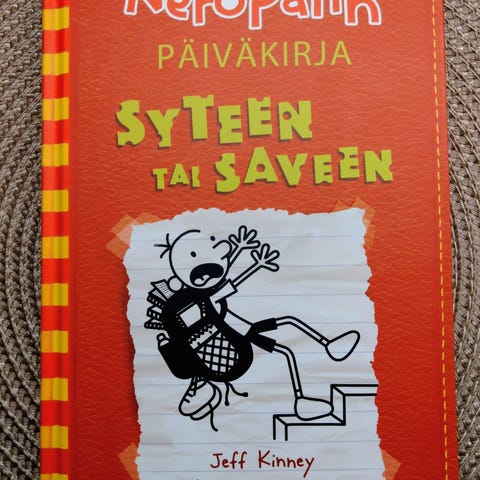 Neropatin
PÄIVÄKIRJA
SYTEEN
TAI SAVEEN
Jeff Kinney